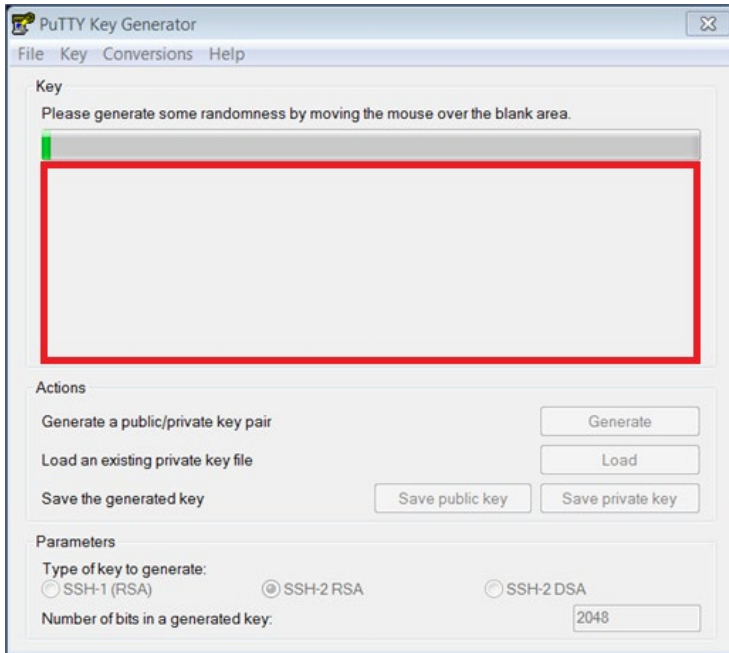 PuTTY Key Generator
File Key Conversions Help
Key
Please generate some randomness by moving the mouse over the blank area.
Actions
Generate a public/private key pair Generate
Load an existing private key file Load
Save the generated key Save public key Save private key
Parameters
Type of key to generate:
SSH-1 (RSA) SSH-2 RSA SSH-2 DSA
Number of bits in a generated key: 2048